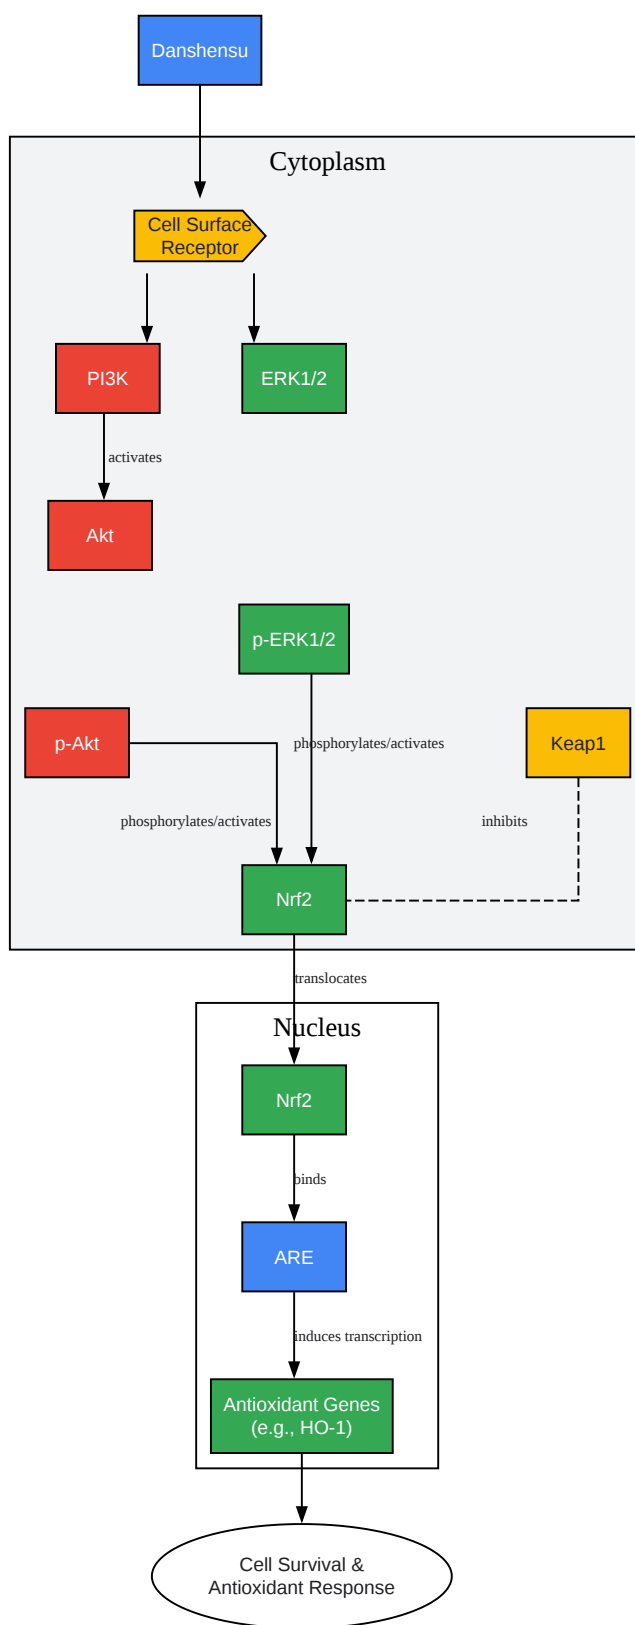 Danshensu
Cytoplasm
Cell Surface
Receptor
PI3K
ERK1/2
activates
Akt
p-ERK1/2
p-Akt
phosphorylates/activates
Keap1
phosphorylates/activates
inhibits
Nrf2
translocates
Nucleus
Nrf2
binds
ARE
induces transcription
Antioxidant Genes
(e.g., HO-1)
Cell Survival &
Antioxidant Response